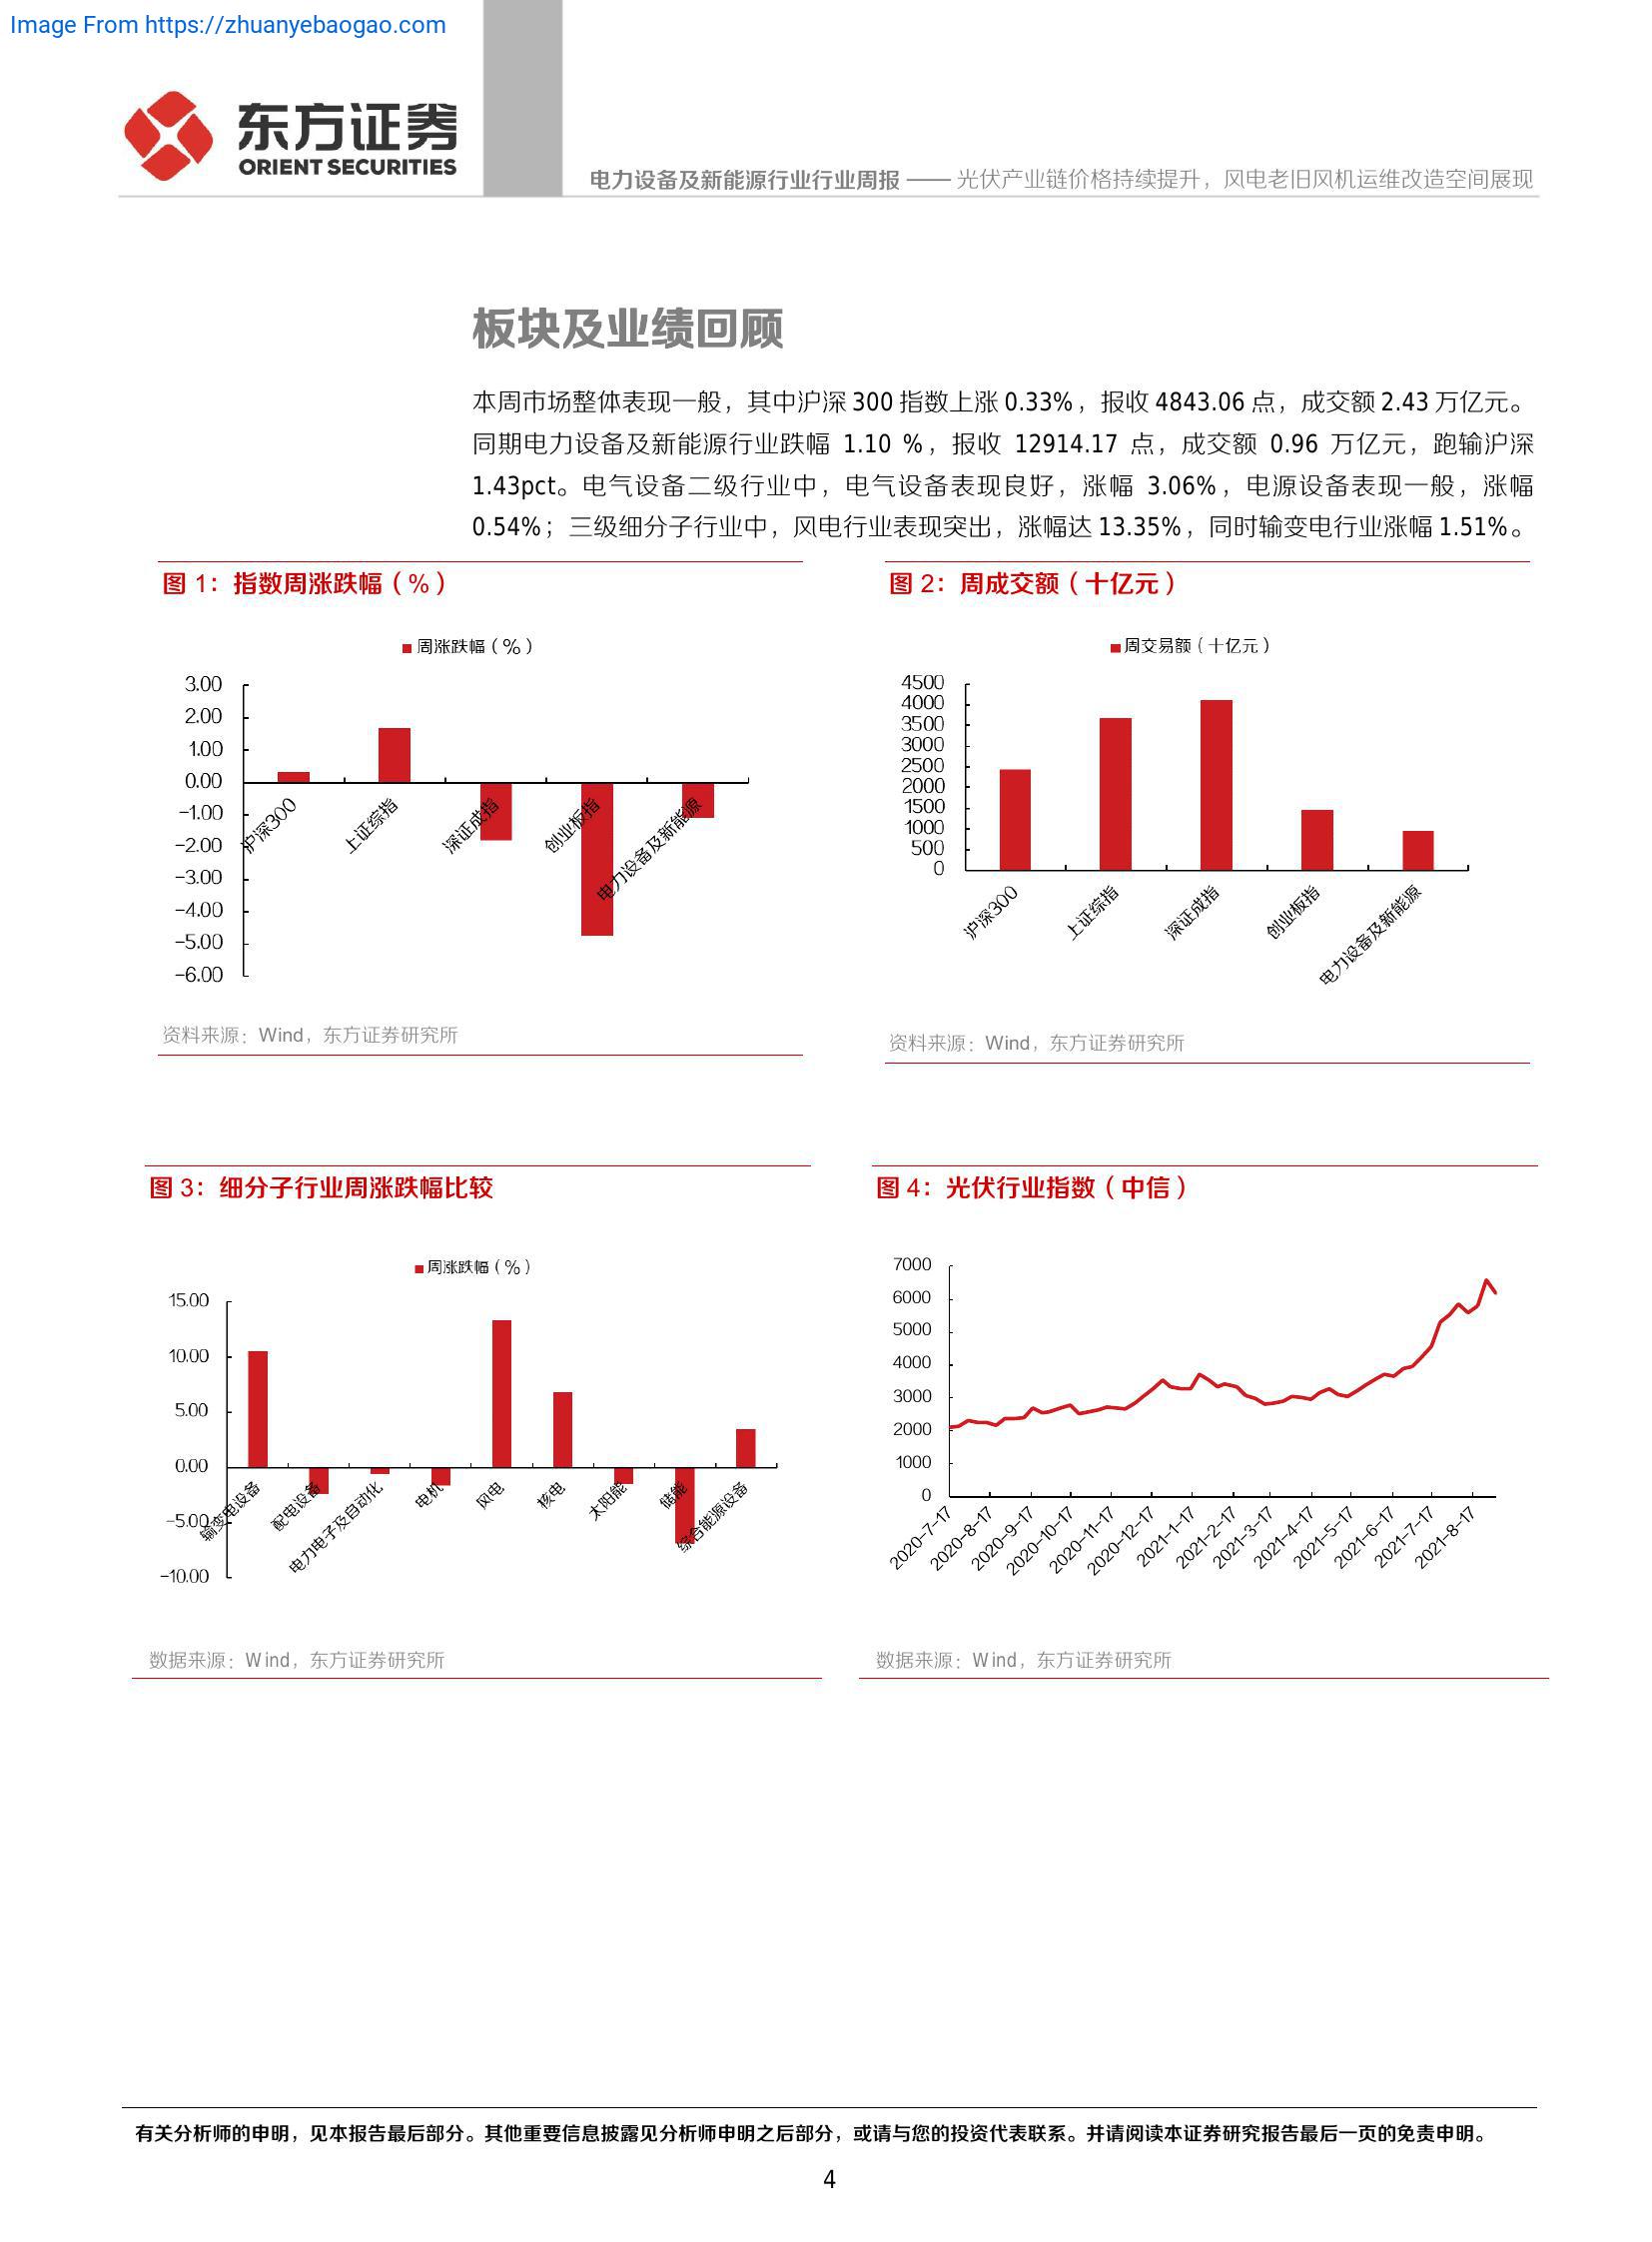 Image From https://zhuanyebaogao.com
东方证券
ORIENT SECURITIES
电力设备及新能源行业行业周报 —— 光伏产业链价格持续提升，风电老旧风机运维改造空间展现
板块及业绩回顾
本周市场整体表现一般，其中沪深 300 指数上涨 0.33%，报收 4843.06 点，成交额 2.43 万亿元。
同期电力设备及新能源行业跌幅 1.10 %，报收 12914.17 点，成交额 0.96 万亿元，跑输沪深
1.43pct。电气设备二级行业中，电气设备表现良好，涨幅 3.06%，电源设备表现一般，涨幅
0.54%；三级细分子行业中，风电行业表现突出，涨幅达 13.35%，同时输变电行业涨幅 1.51%。
图 1：指数周涨跌幅（%）
周涨跌幅（%）
3.00
2.00
1.00
0.00
-1.00
-2.00
-3.00
-4.00
-5.00
-6.00
沪深300
上证综指
深证成指
创业板指
电力设备及新能源
资料来源：Wind，东方证券研究所
图 2：周成交额（十亿元）
周交易额（十亿元）
4500
4000
3500
3000
2500
2000
1500
1000
500
0
沪深300
上证综指
深证成指
创业板指
电力设备及新能源
资料来源：Wind，东方证券研究所
图 3：细分子行业周涨跌幅比较
周涨跌幅（%）
15.00
10.00
5.00
0.00
-5.00
-10.00
输变电设备
配电设备
电力电子及自动化
电机
风电
核电
太阳能
储能
综合能源设备
数据来源：Wind，东方证券研究所
图 4：光伏行业指数（中信）
7000
6000
5000
4000
3000
2000
1000
0
2020-7-17
2020-8-17
2020-9-17
2020-10-17
2020-11-17
2020-12-17
2021-1-17
2021-2-17
2021-3-17
2021-4-17
2021-5-17
2021-6-17
2021-7-17
2021-8-17
数据来源：Wind，东方证券研究所
有关分析师的申明，见本报告最后部分。其他重要信息披露见分析师申明之后部分，或请与您的投资代表联系。并请阅读本证券研究报告最后一页的免责申明。
4